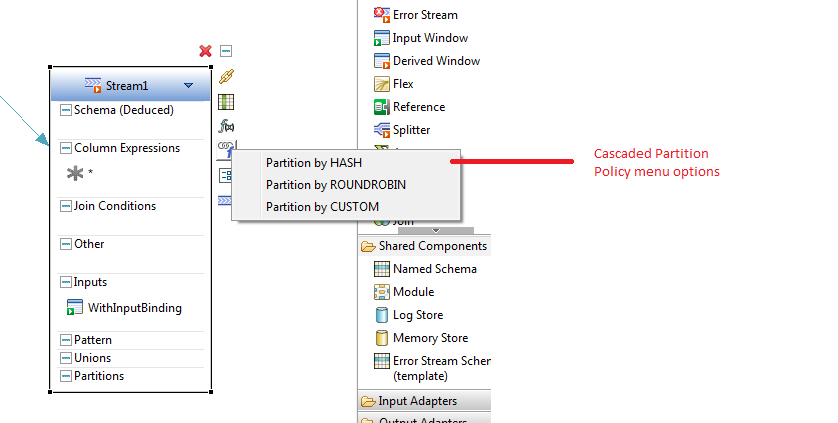 Stream1
Schema (Deduced)
Column Expressions
*
Join Conditions
Other
Inputs
WithInputBinding
Pattern
Unions
Partitions
f(x)
Partition by HASH
Partition by ROUNDROBIN
Partition by CUSTOM
Error Stream
Input Window
Derived Window
Flex
Reference
Splitter
Join
Shared Components
Named Schema
Module
Log Store
Memory Store
Error Stream Schen
(template)
Input Adapters
Output Adapters
Cascaded Partition
Policy menu options